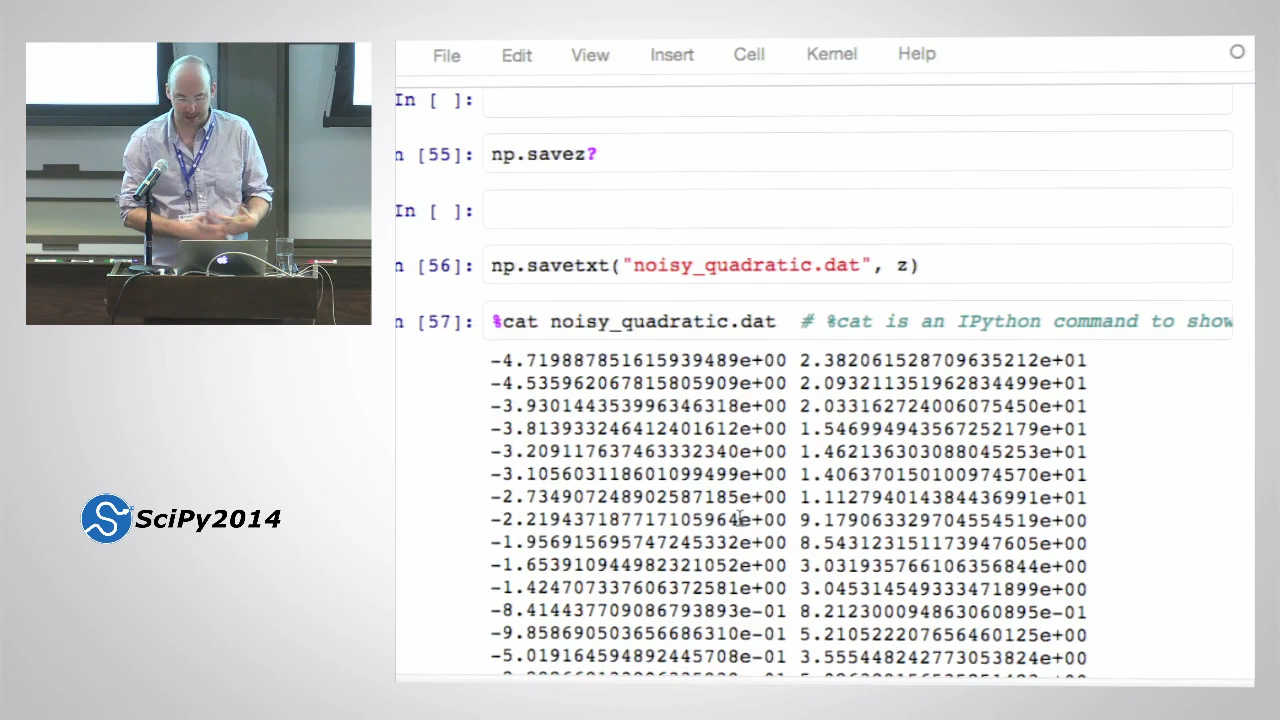 File Edit View Insert Cell Kernel Help
In [ ]:
n [55]: np.savez?
In [ ]:
n [56]: np.savetxt("noisy_quadratic.dat", z)
n [57]: %cat noisy_quadratic.dat # %cat is an IPython command to show
-4.719887851615939489e+00 2.382061528709635212e+01
-4.535962067815805909e+00 2.093211351962834499e+01
-3.930144353996346318e+00 2.033162724006075450e+01
-3.813933246412401612e+00 1.546994943567252179e+01
-3.209117637463332340e+00 1.462136303088045253e+01
-3.105603118601099499e+00 1.406370150100974570e+01
-2.734907248902587185e+00 1.112794014384436991e+01
-2.219437187717105964e+00 9.179063329704554519e+00
-1.956915695747245332e+00 8.543123151173947605e+00
-1.653910944982321052e+00 3.031935766106356844e+00
-1.424707337606372581e+00 3.045314549333471899e+00
-8.414437709086793893e-01 8.212300094863060895e-01
-9.858690503656686310e-01 5.210522207656460125e+00
-5.019164594892445708e-01 3.555448242773053824e+00
SciPy2014